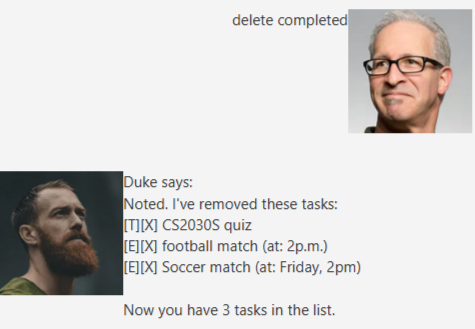 delete completed
Duke says:
Noted. I've removed these tasks:
[T][X] CS2030S quiz
[E][X] football match (at: 2p.m.)
[E][X] Soccer match (at: Friday, 2pm)
Now you have 3 tasks in the list.